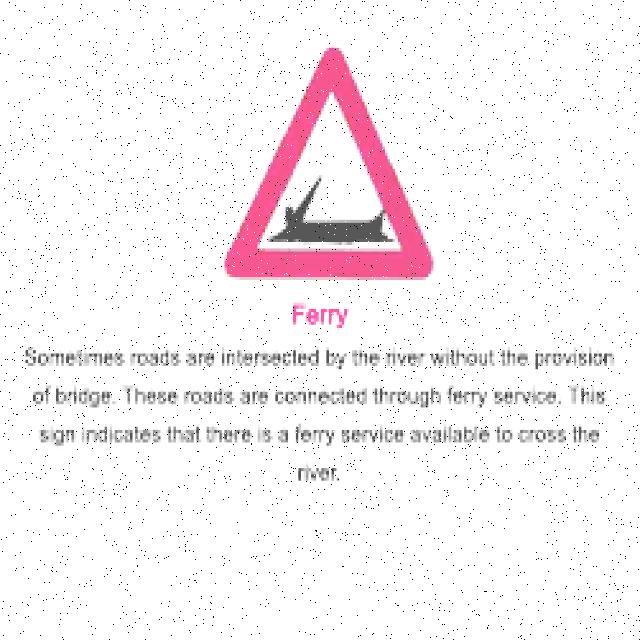 Ferry
Sometimes roads are intersected by the river without the provision
of bridge. These roads are connected through ferry service. This
sign indicates that there is a ferry service available to cross the
river.